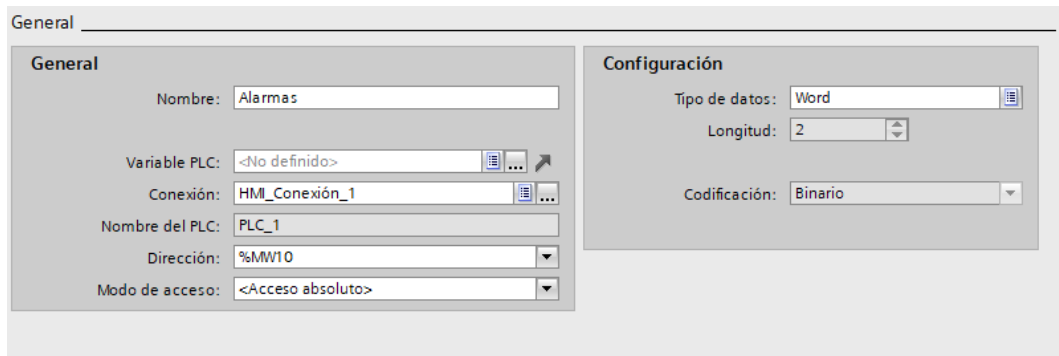 General
General
Nombre: Alarmas
Variable PLC: <No definido> ...
Conexión: HMI_Conexión_1 ...
Nombre del PLC: PLC_1
Dirección: %MW10
Modo de acceso: <Acceso absoluto>
Configuración
Tipo de datos: Word
Longitud: 2
Codificación: Binario